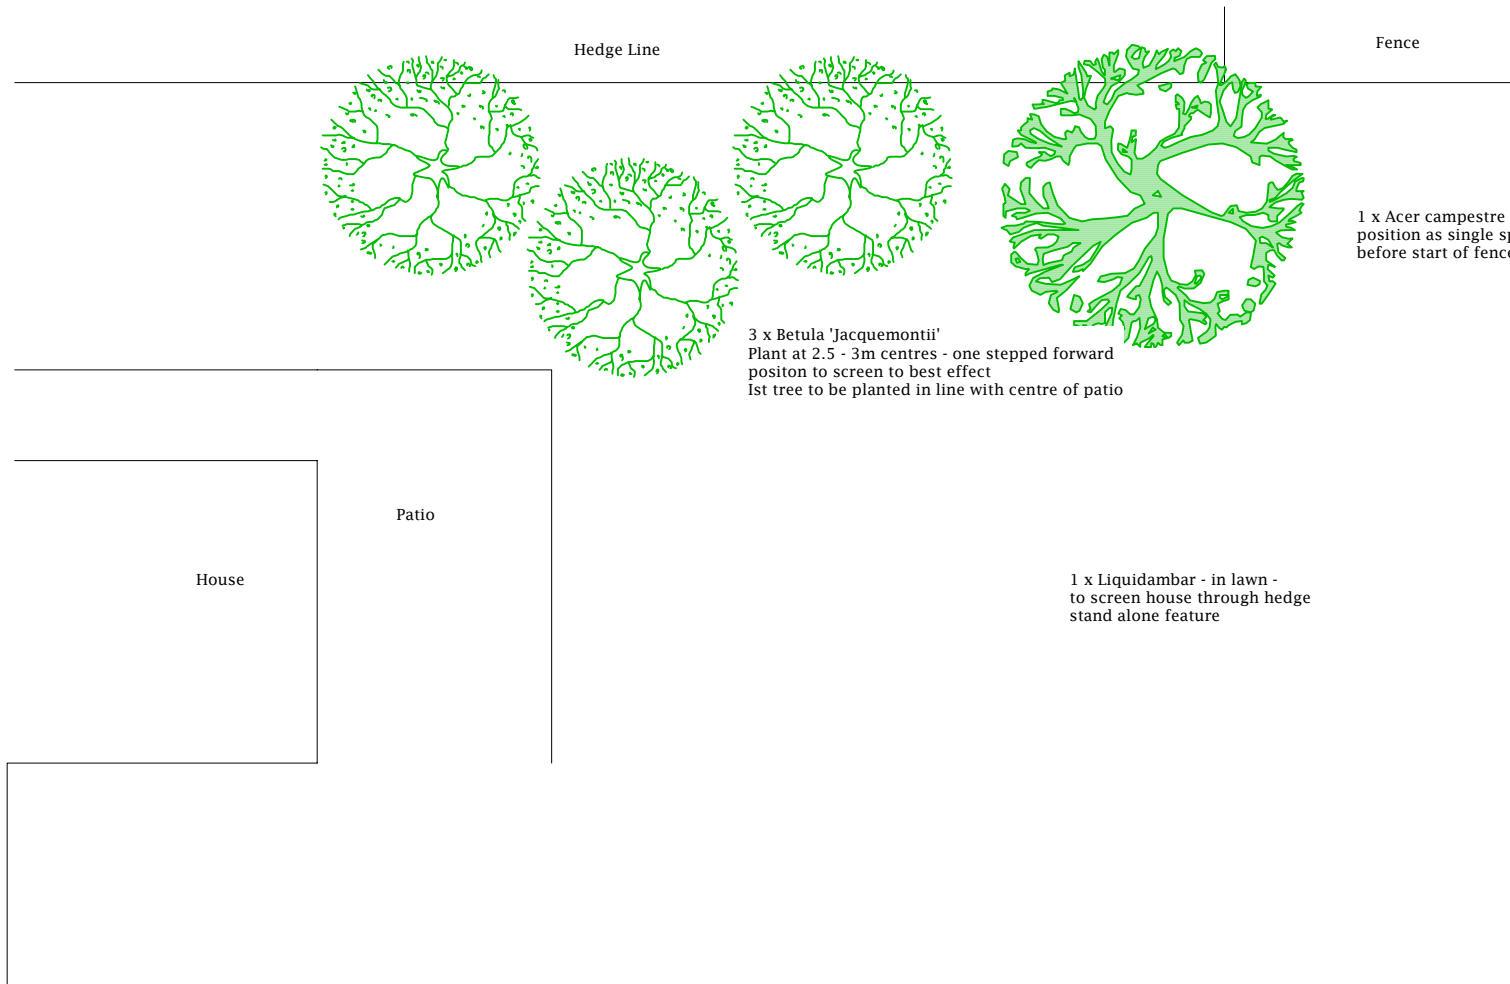 Hedge Line
Fence
1 x Acer campestre
position as single
before start of
3 x Betula 'Jacquemontii'
Plant at 2.5 - 3m centres - one stepped forward
positon to screen to best effect
Ist tree to be planted in line with centre of patio
Patio
House
1 x Liquidambar - in lawn -
to screen house through hedge
stand alone feature